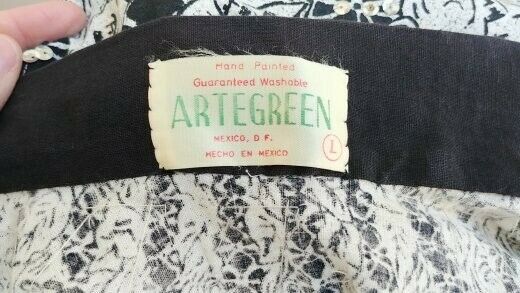 Hand Painted
Guaranteed Washable
ARTEGREEN
MEXICO, D.F.
HECHO EN MEXICO
L